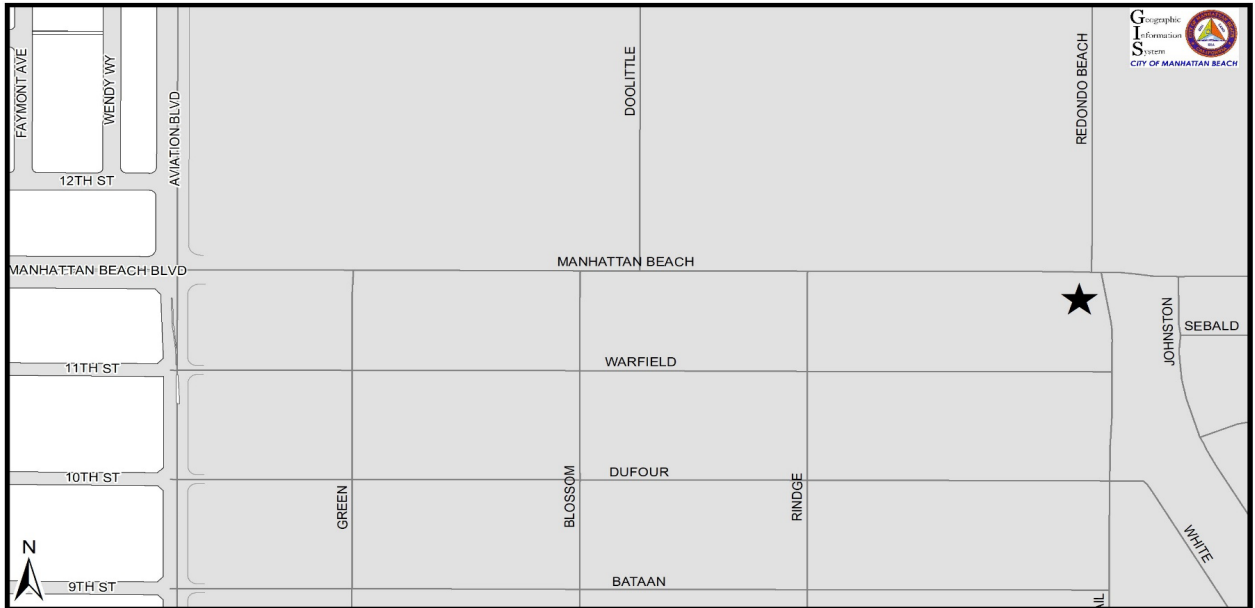 Geographic
Information
System
CITY OF MANHATTAN BEACH
FAYMONT AVE
WENDY WY
AVIATION BLVD
DOOLITTLE
REDONDO BEACH
12TH ST
MANHATTAN BEACH BLVD
MANHATTAN BEACH
JOHNSTON
SEBALD
11TH ST
WARFIELD
10TH ST
DUFOUR
GREEN
BLOSSOM
RINDGE
WHITE
N
9TH ST
BATAAN